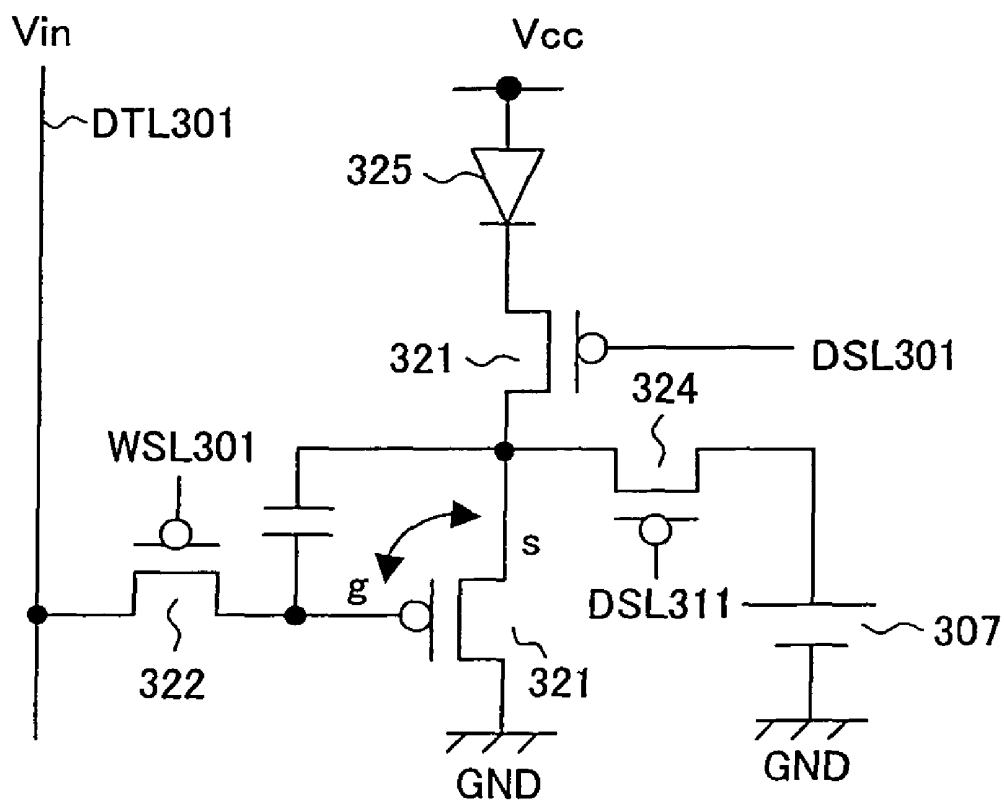 Vin
Vcc
DTL301
325
321
DSL301
324
WSL301
s
g
DSL311
307
322
321
GND
GND